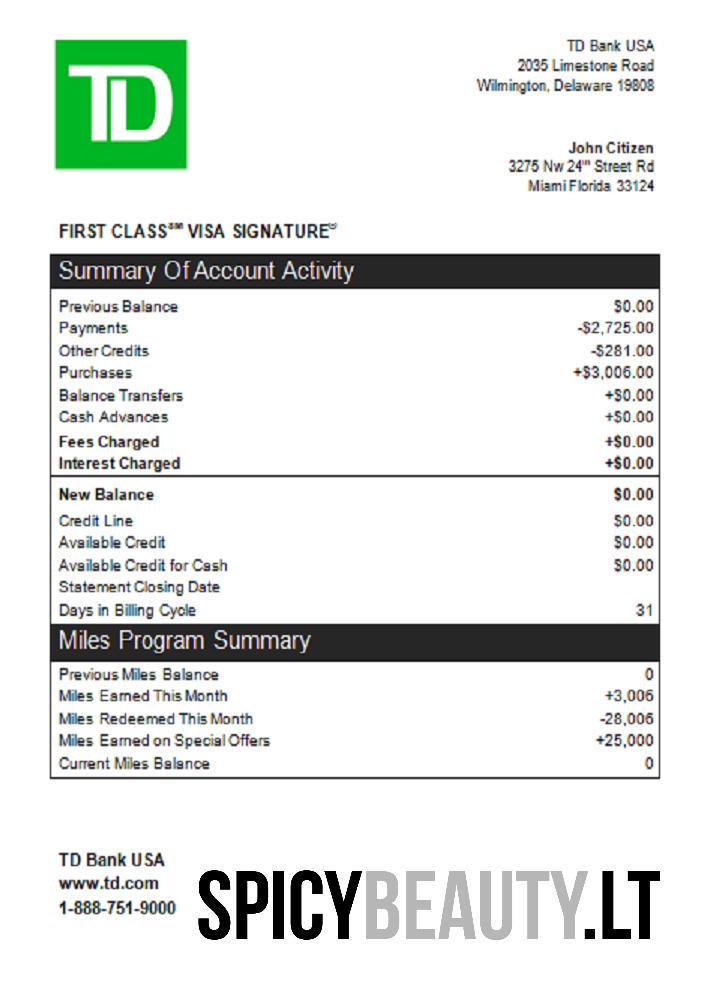 TD
TD Bank USA
2035 Limestone Road
Wilmington, Delaware 19808
John Citizen
3275 Nw 24th Street Rd
Miami Florida 33124
FIRST CLASS℠ VISA SIGNATURE®
Summary Of Account Activity
Previous Balance $0.00
Payments -$2,725.00
Other Credits -$281.00
Purchases +$3,006.00
Balance Transfers +$0.00
Cash Advances +$0.00
Fees Charged +$0.00
Interest Charged +$0.00
New Balance $0.00
Credit Line $0.00
Available Credit $0.00
Available Credit for Cash $0.00
Statement Closing Date
Days in Billing Cycle 31
Miles Program Summary
Previous Miles Balance 0
Miles Earned This Month +3,006
Miles Redeemed This Month -28,006
Miles Earned on Special Offers +25,000
Current Miles Balance 0
TD Bank USA
www.td.com
1-888-751-9000
SPICYBEAUTY.LT